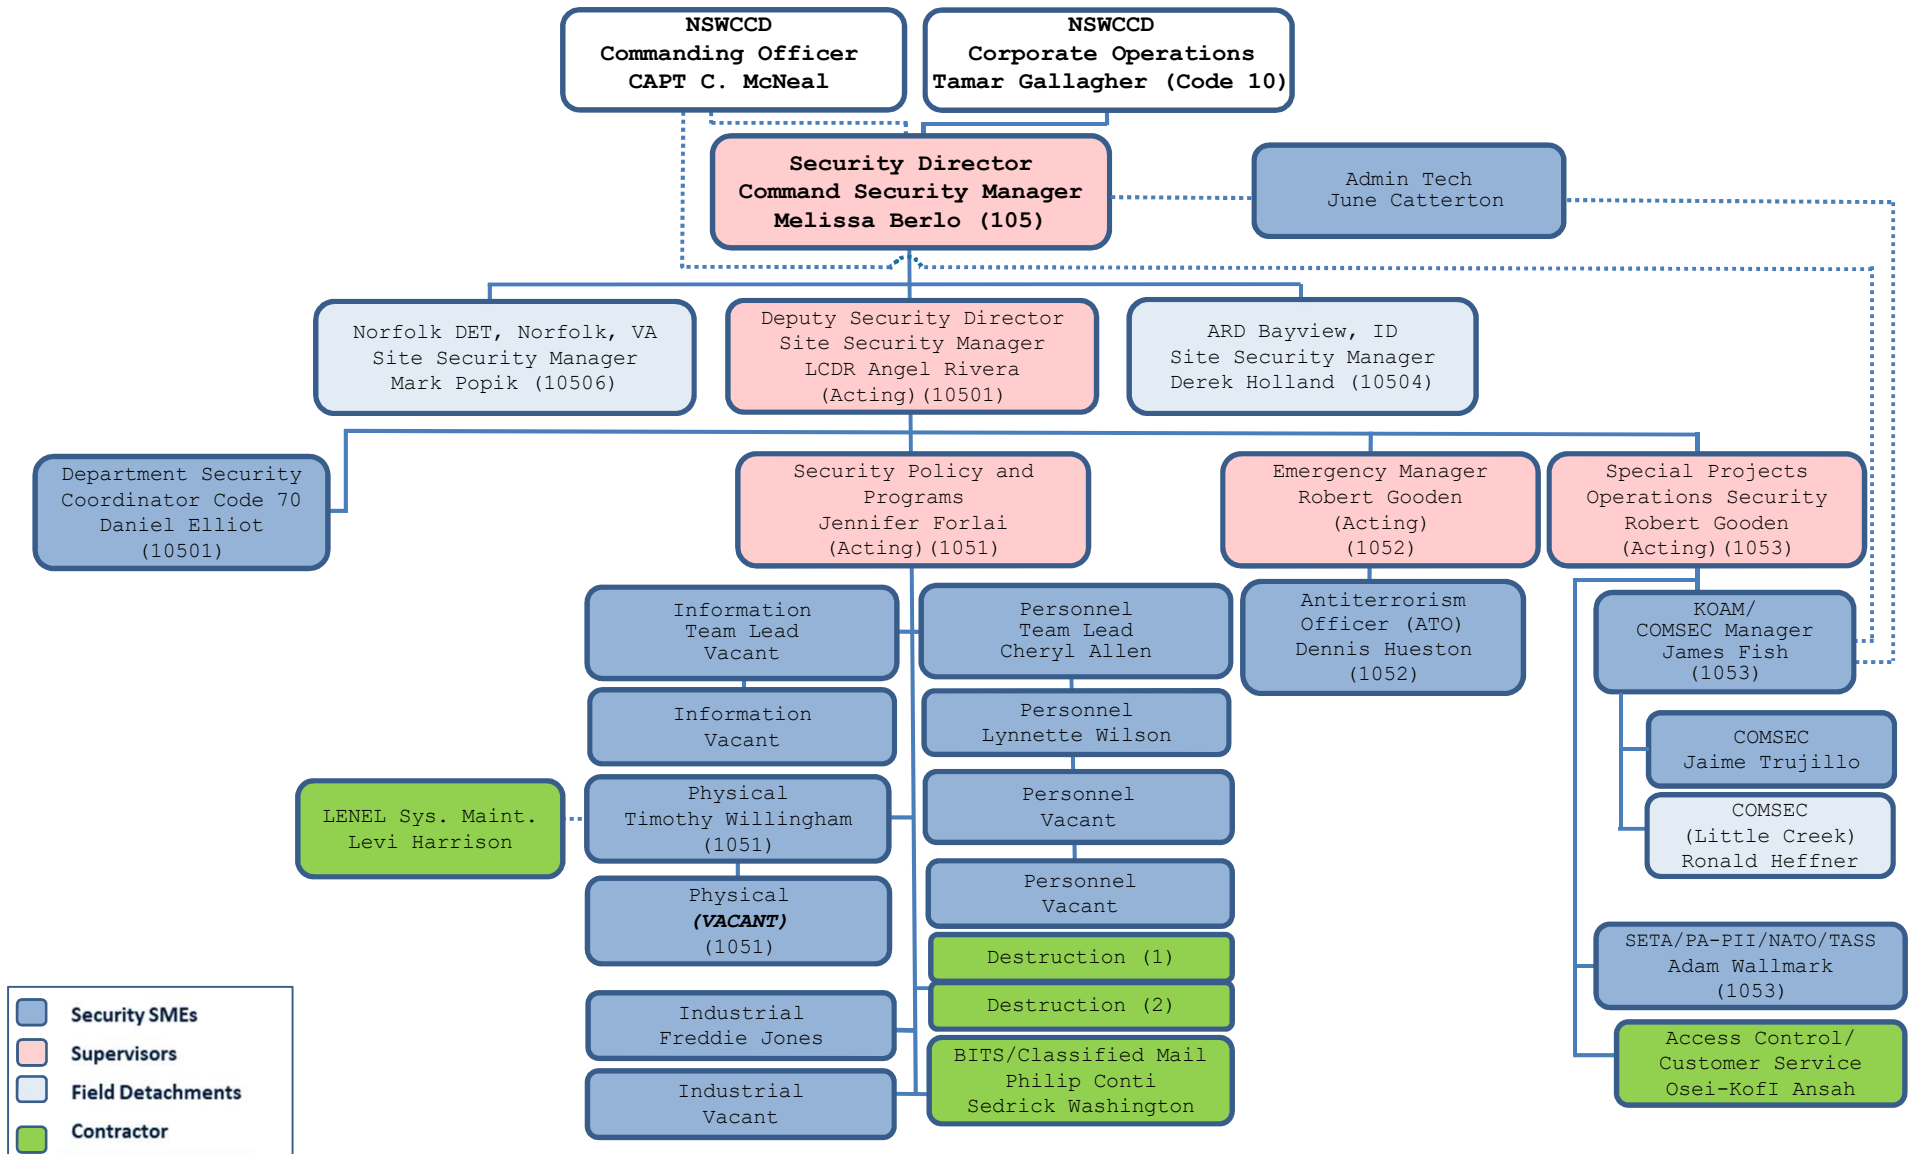 NSWCCD
Commanding Officer
CAPT C. McNeal
NSWCCD
Corporate Operations
Tamar Gallagher (Code 10)
Security Director
Command Security Manager
Melissa Berlo (105)
Admin Tech
June Catterton
Norfolk DET, Norfolk, VA
Site Security Manager
Mark Popik (10506)
Deputy Security Director
Site Security Manager
LCDR Angel Rivera
(Acting)(10501)
ARD Bayview, ID
Site Security Manager
Derek Holland (10504)
Department Security
Coordinator Code 70
Daniel Elliot
(10501)
Security Policy and
Programs
Jennifer Forlai
(Acting)(1051)
Emergency Manager
Robert Gooden
(Acting)
(1052)
Special Projects
Operations Security
Robert Gooden
(Acting)(1053)
Information
Team Lead
Vacant
Personnel
Team Lead
Cheryl Allen
Antiterrorism
Officer (ATO)
Dennis Hueston
(1052)
KOAM/
COMSEC Manager
James Fish
(1053)
Information
Vacant
Personnel
Lynnette Wilson
COMSEC
Jaime Trujillo
LENEL Sys. Maint.
Levi Harrison
Physical
Timothy Willingham
(1051)
Personnel
Vacant
COMSEC
(Little Creek)
Ronald Heffner
Physical
(VACANT)
(1051)
Personnel
Vacant
Destruction (1)
Destruction (2)
SETA/PA-PII/NATO/TASS
Adam Wallmark
(1053)
Industrial
Freddie Jones
BITS/Classified Mail
Philip Conti
Sedrick Washington
Access Control/
Customer Service
Osei-KofI Ansah
Industrial
Vacant
Security SMEs
Supervisors
Field Detachments
Contractor